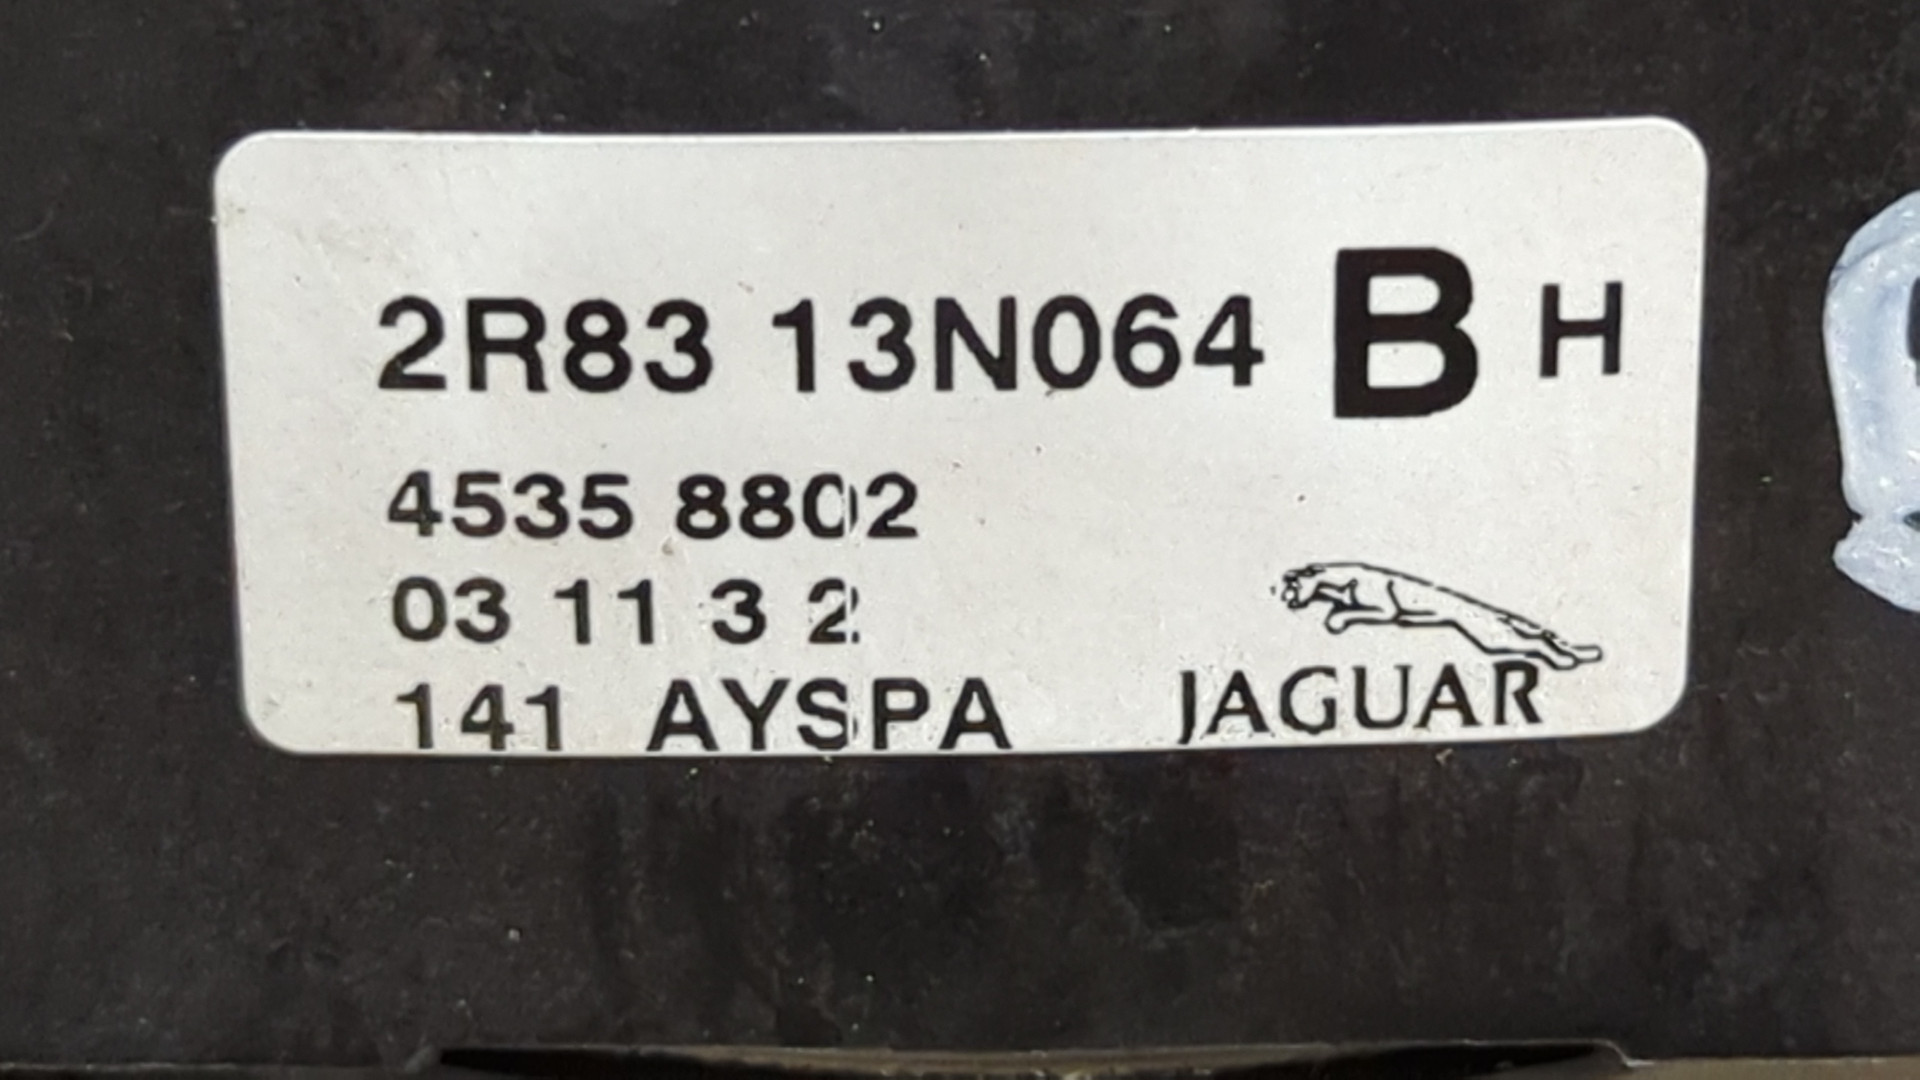 2R83 13N064 B H
4535 8802
03 11 3 2
141 AYSPA
JAGUAR